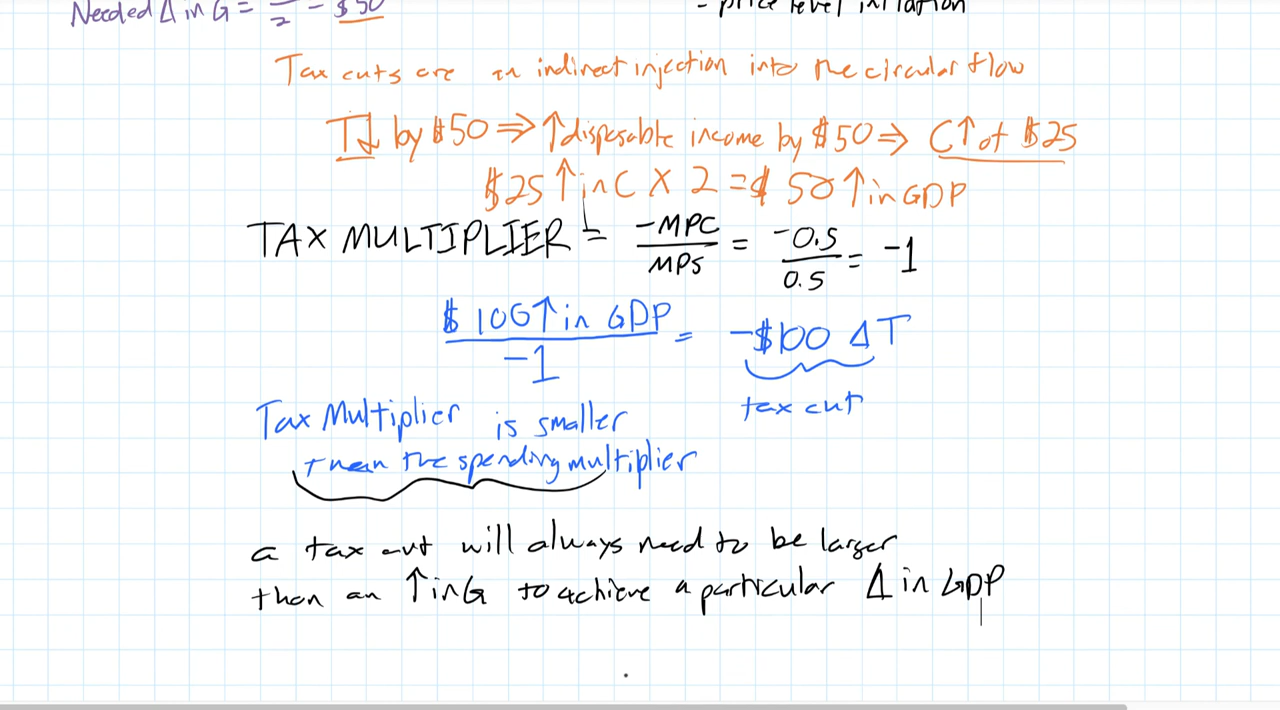 Needed Δ in G = /2 = $50
- price level inflation
Tax cuts are an indirect injection into the circular flow
T↓ by $50 ⇒ ↑disposable income by $50 ⇒ C↑ of $25
$25 ↑ in C X 2 = $ 50 ↑ in GDP
TAX MULTIPLIER = -MPC/MPS = -0.5/0.5 = -1
$ 100↑ in GDP/-1 = -$100 Δ T
tax cut
Tax Multiplier is smaller
than the spending multiplier
a tax cut will always need to be larger
than an ↑ in G to achieve a particular Δ in GDP